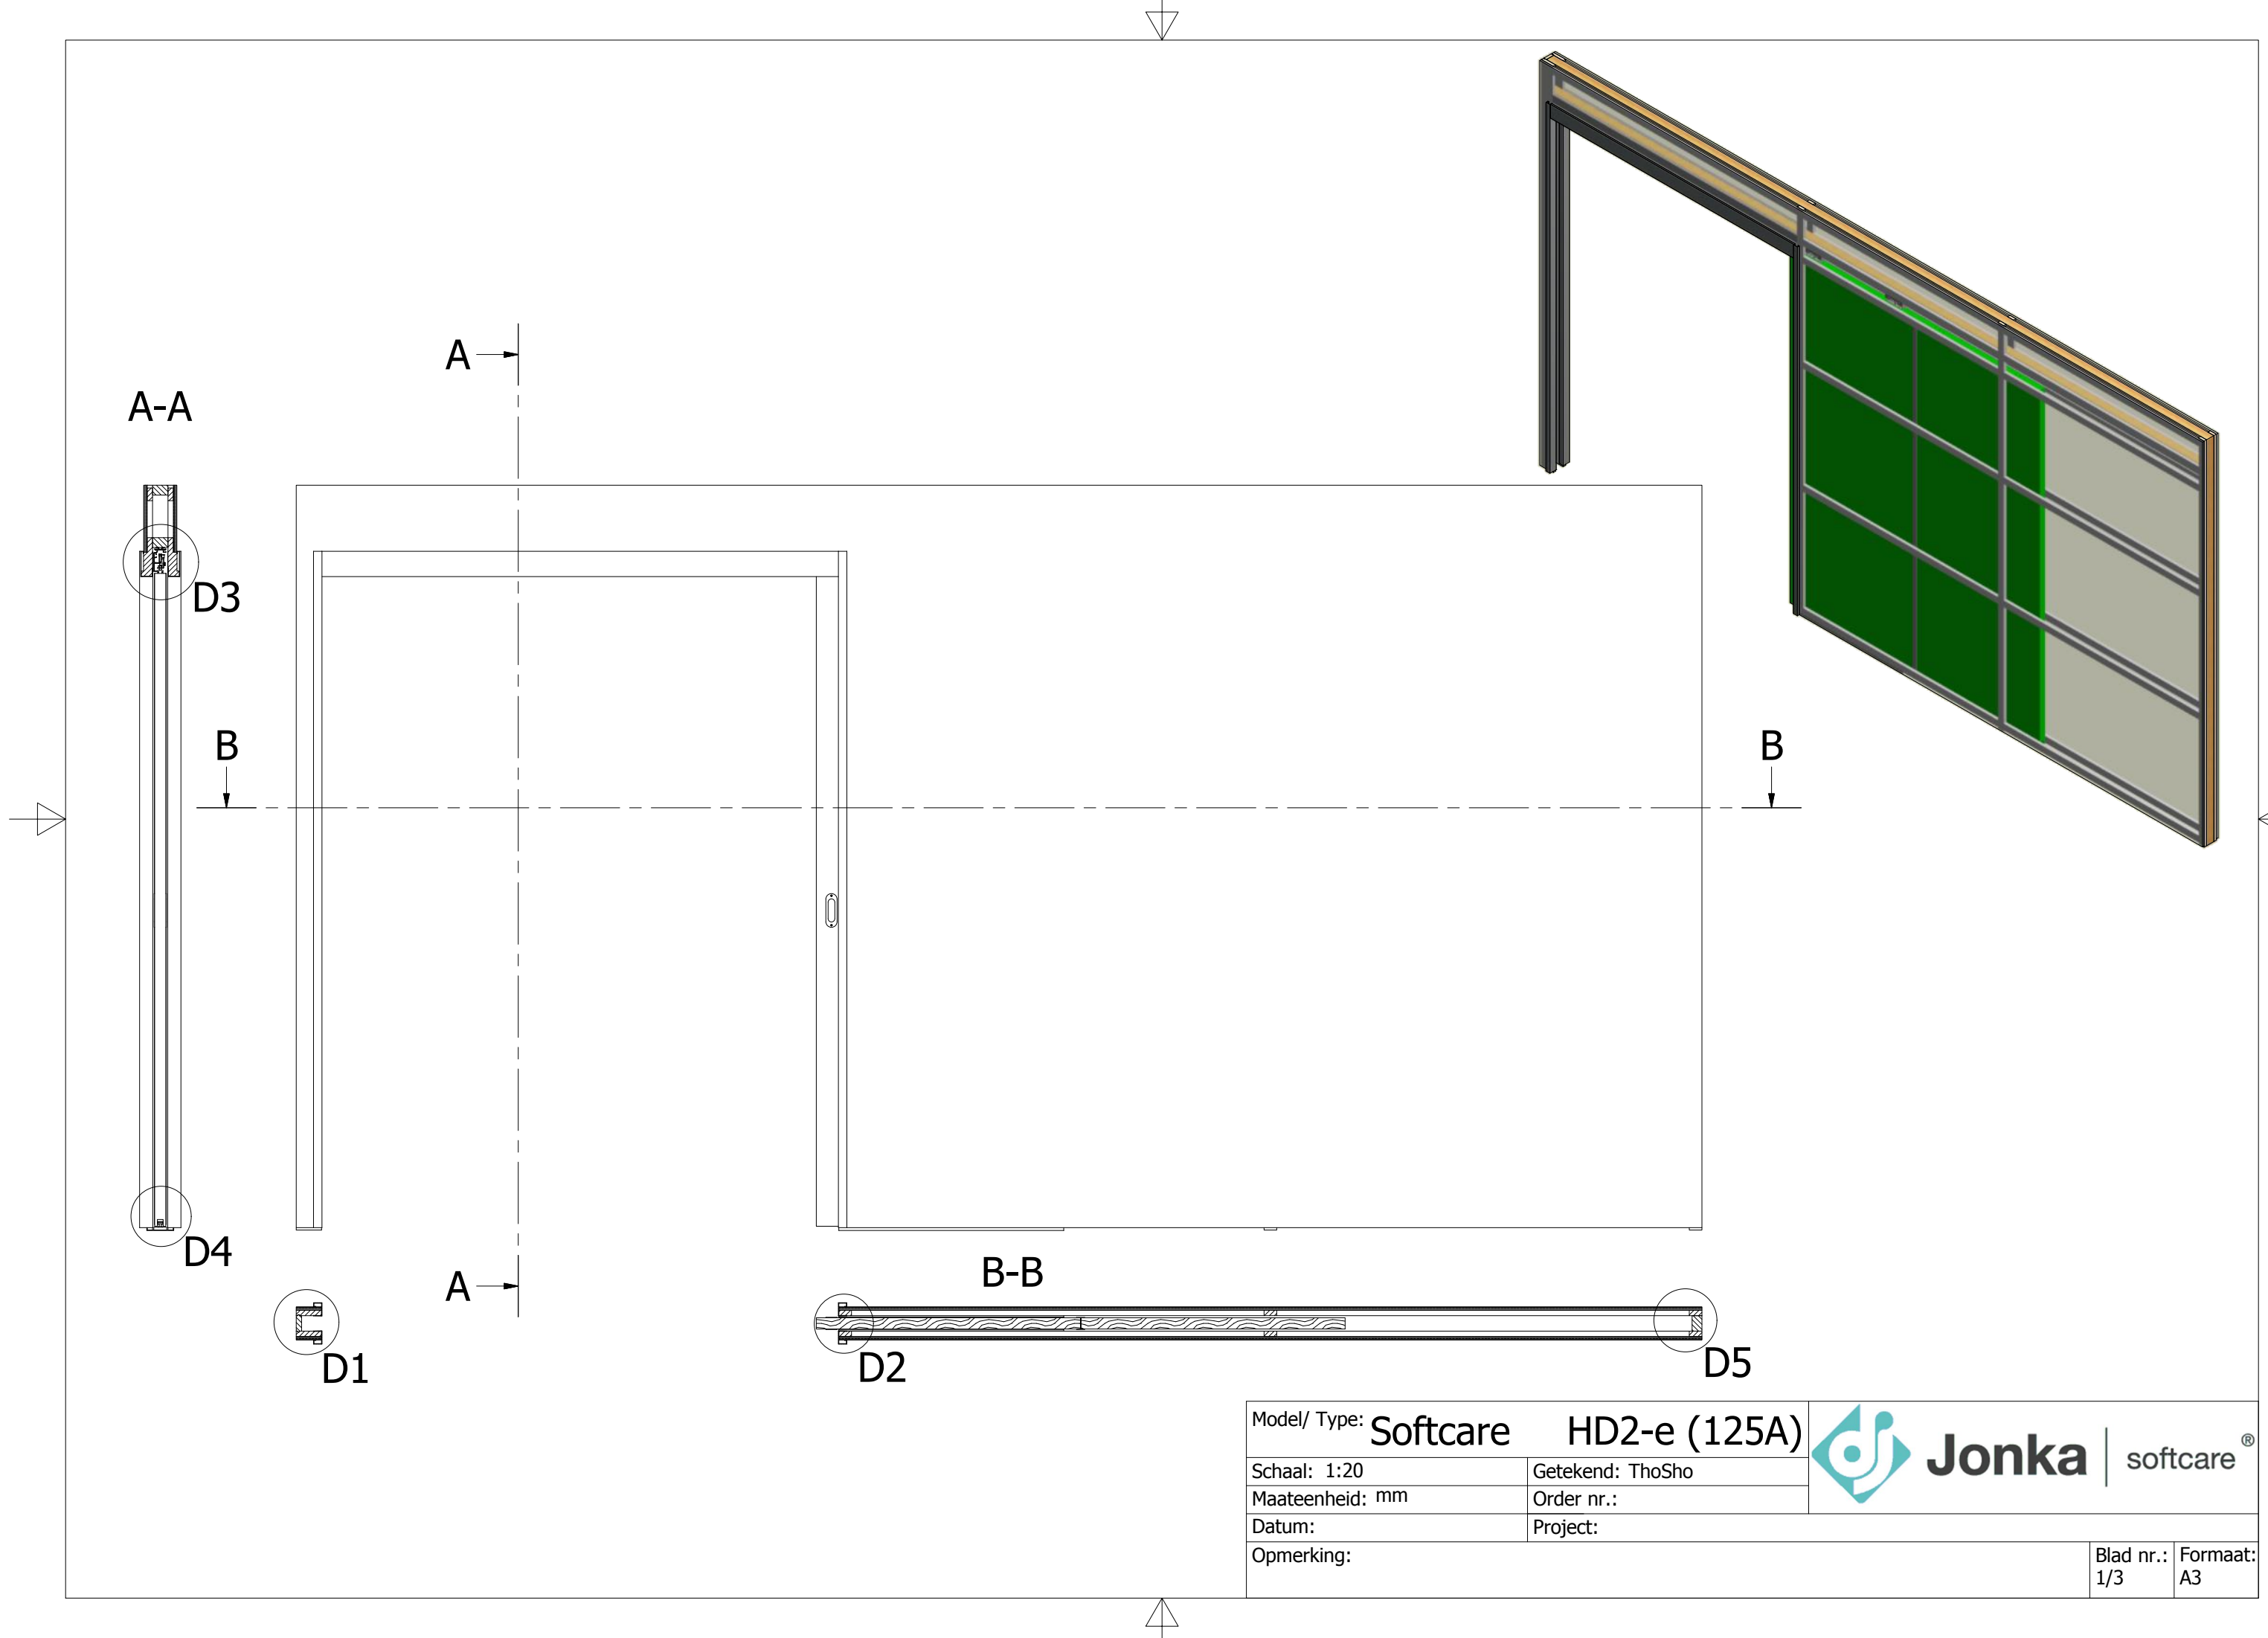 A
A-A
D3
B
B
D4
A
B-B
D1
D2
D5
Model/ Type: Softcare HD2-e (125A)
Schaal: 1:20
Getekend: ThoSho
Maateenheid: mm
Order nr.:
Datum:
Project:
Opmerking:
Blad nr.: 1/3
Formaat: A3
Jonka softcare ®